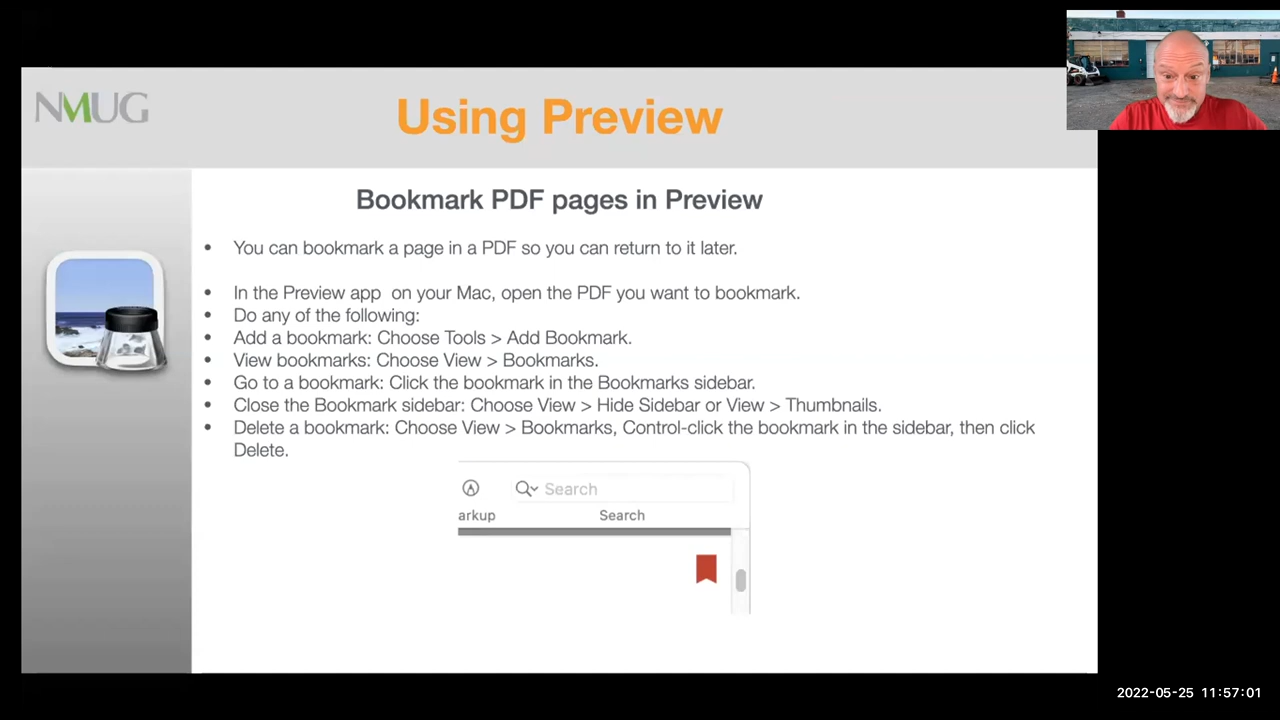 NMUG
Using Preview
Bookmark PDF pages in Preview
• You can bookmark a page in a PDF so you can return to it later.
• In the Preview app on your Mac, open the PDF you want to bookmark.
• Do any of the following:
• Add a bookmark: Choose Tools > Add Bookmark.
• View bookmarks: Choose View > Bookmarks.
• Go to a bookmark: Click the bookmark in the Bookmarks sidebar.
• Close the Bookmark sidebar: Choose View > Hide Sidebar or View > Thumbnails.
• Delete a bookmark: Choose View > Bookmarks, Control-click the bookmark in the sidebar, then click
Delete.
Search
arkup Search
2022-05-25 11:57:01